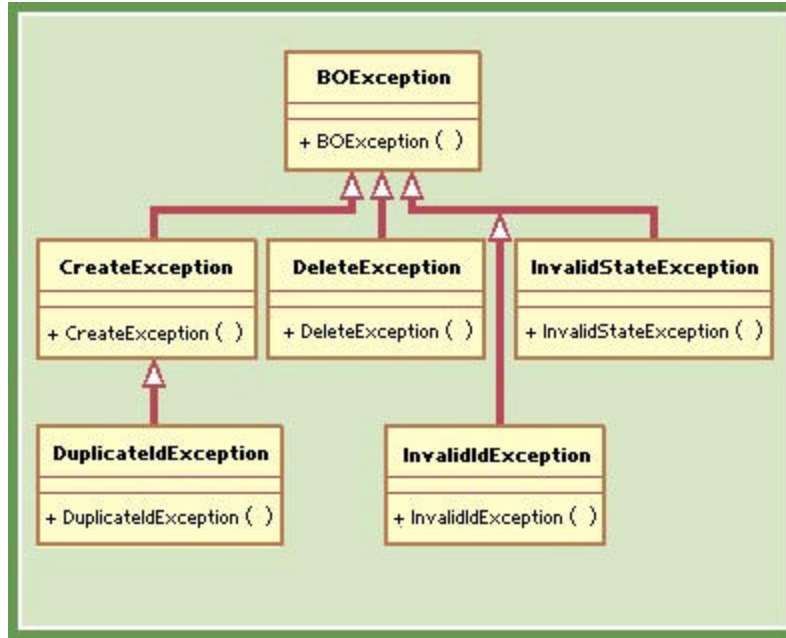 BOException
+ BOException ( )
CreateException
+ CreateException ( )
DeleteException
+ DeleteException ( )
InvalidStateException
+ InvalidStateException ( )
DuplicateIdException
+ DuplicateIdException ( )
InvalidIdException
+ InvalidIdException ( )